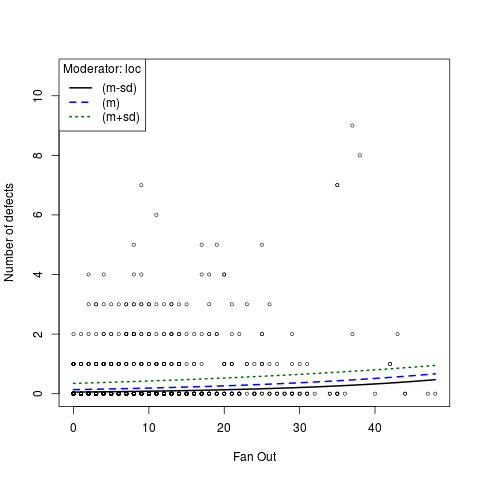 Moderator: loc
(m-sd)
(m)
(m+sd)
10
8
6
4
2
0
Number of defects
0 10 20 30 40
Fan Out